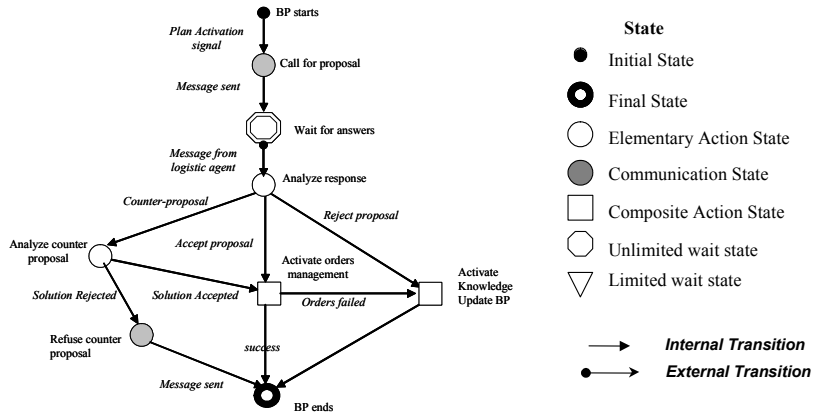 BP starts
Plan Activation
signal
Call for proposal
Message sent
Wait for answers
Message from
logistic agent
Analyze response
Counter-proposal
Reject proposal
Analyze counter
proposal
Accept proposal
Activate orders
management
Activate
Knowledge
Update BP
Solution Rejected
Solution Accepted
Orders failed
Refuse counter
proposal
success
Message sent
BP ends
State
Initial State
Final State
Elementary Action State
Communication State
Composite Action State
Unlimited wait state
Limited wait state
Internal Transition
External Transition